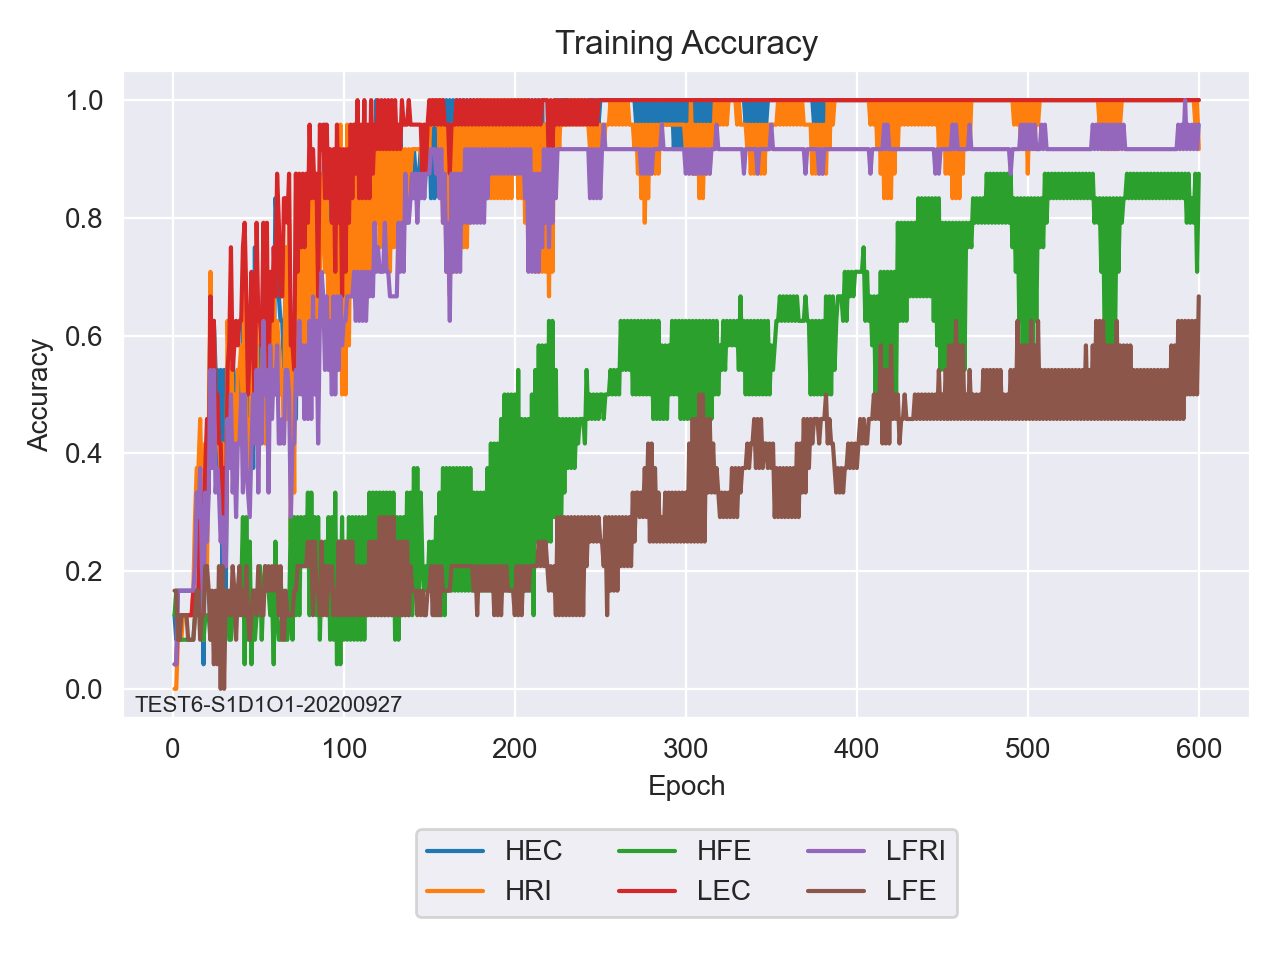 Training Accuracy
1.0
0.8
0.6
0.4
0.2
0.0
Accuracy
TEST6-S1D1O1-20200927
0 100 200 300 400 500 600
Epoch
HEC HFE LFRI
HRI LEC LFE